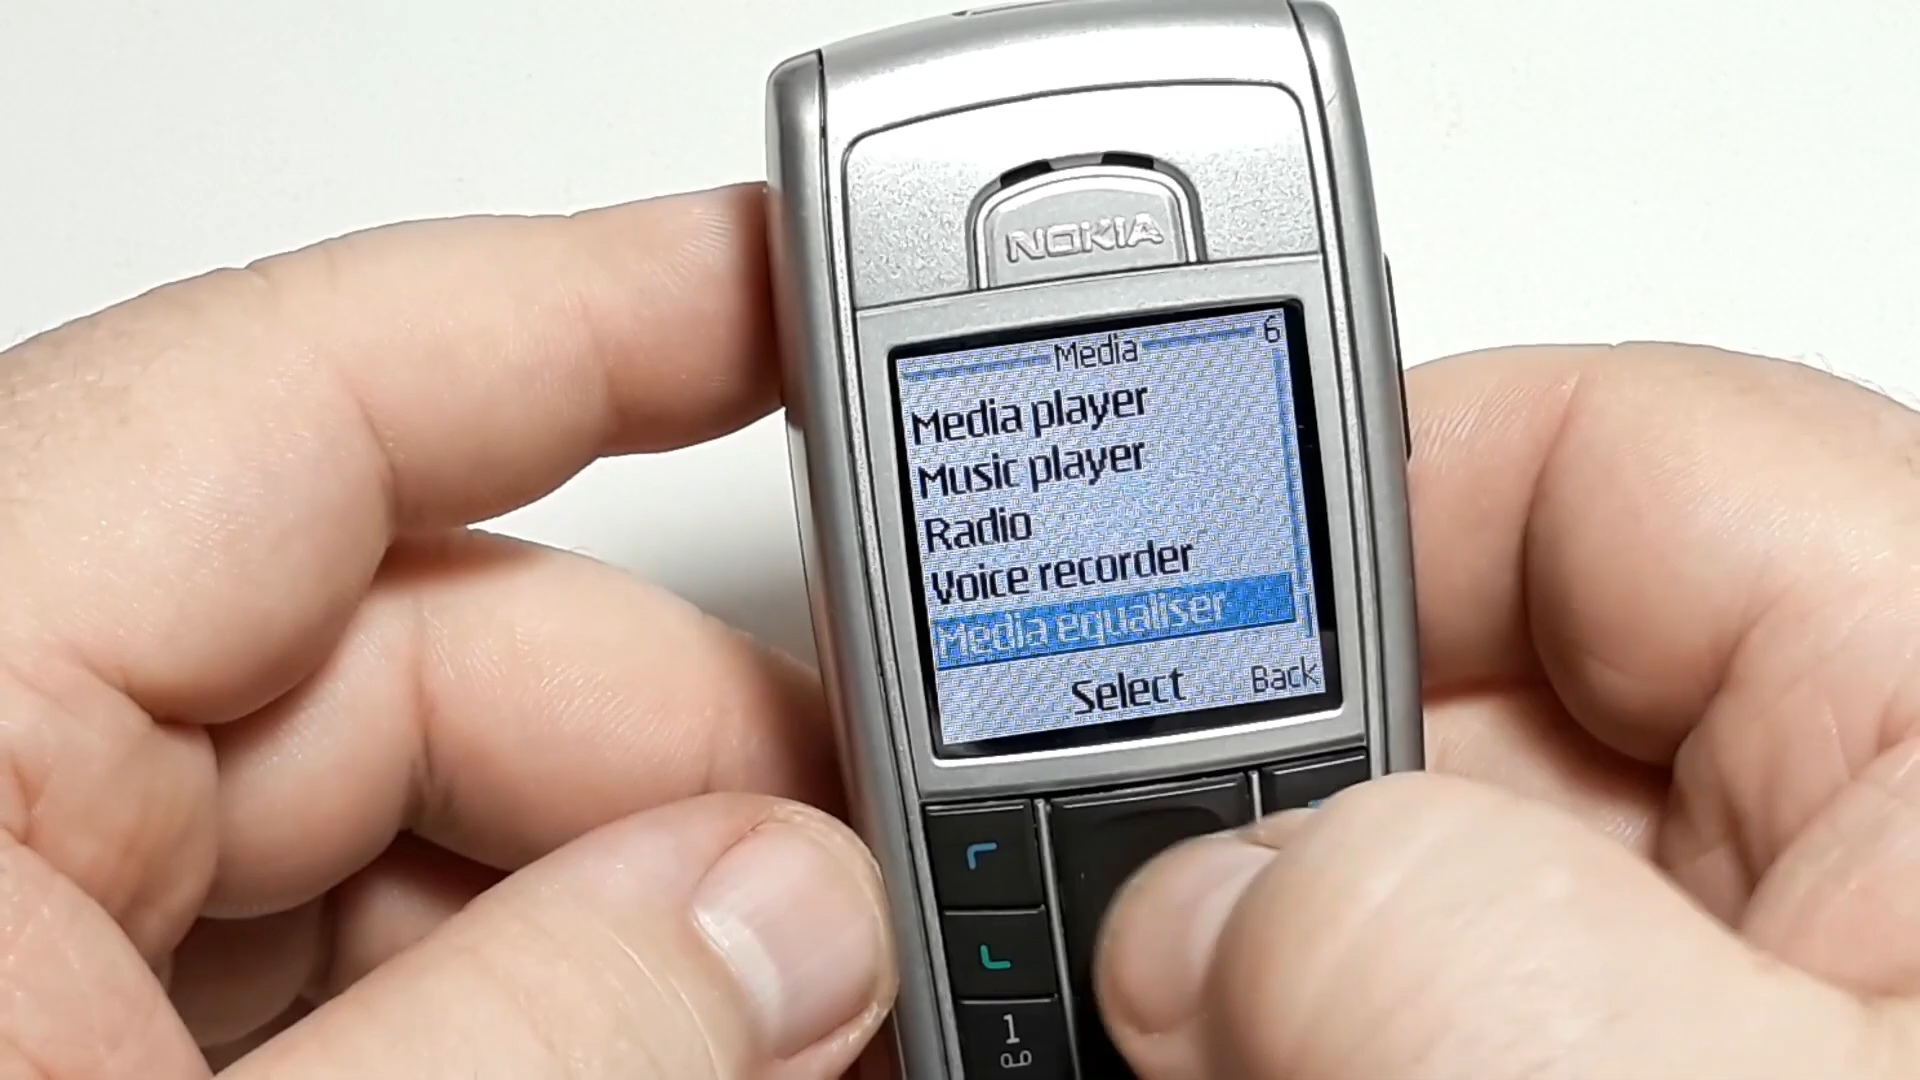 NOKIA
Media 6
Media player
Music player
Radio
Voice recorder
Media equaliser
Select Back
1